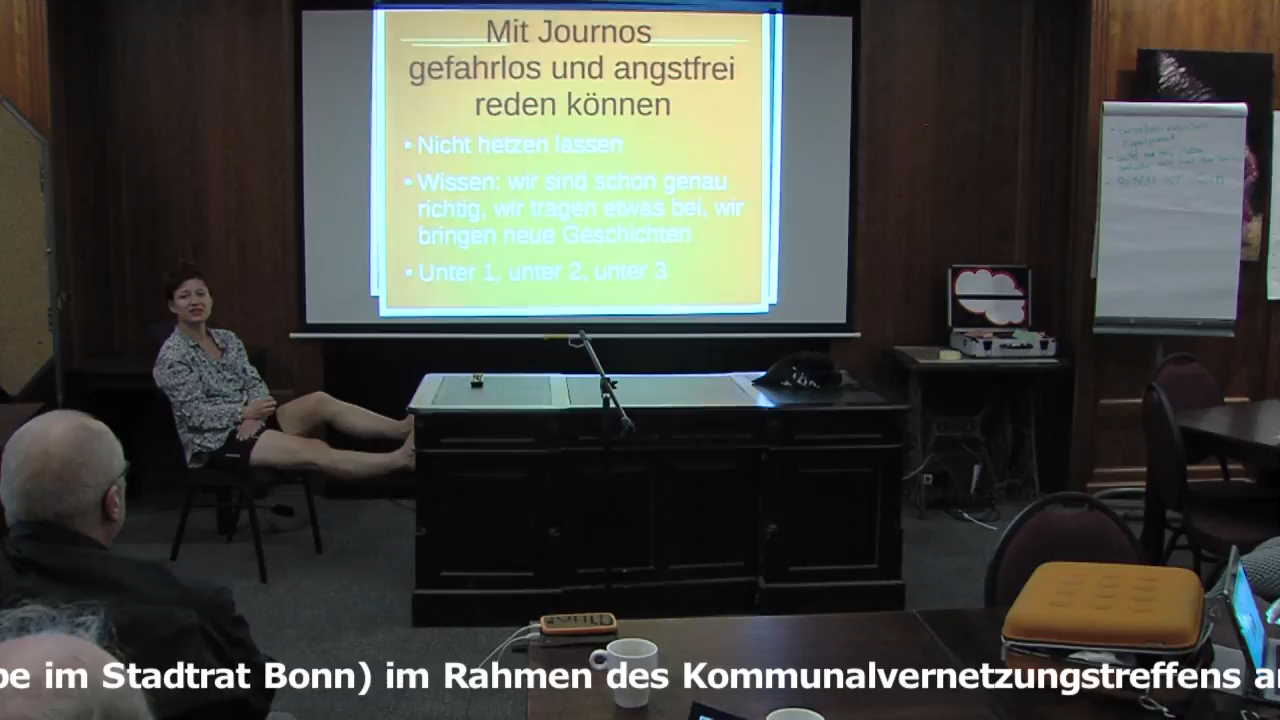 Mit Journos
gefahrlos und angstfrei
reden können
• Nicht hetzen lassen
• Wissen: wir sind schon genau
richtig, wir tragen etwas bei, wir
bringen neue Geschichten
• Unter 1, unter 2, unter 3
be im Stadtrat Bonn) im Rahmen des Kommunalvernetzungstreffens a